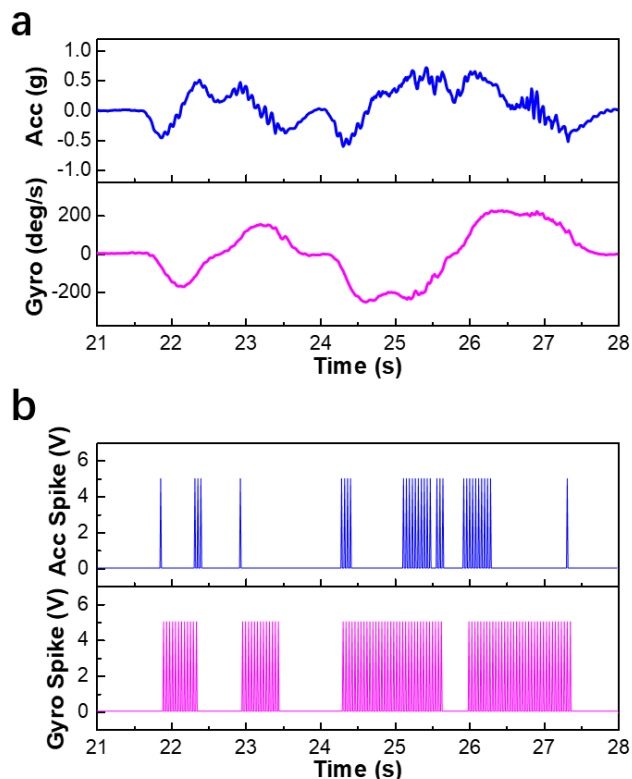 a
Acc (g)
1.0
0.5
0.0
-0.5
-1.0
Gyro (deg/s)
200
0
-200
21 22 23 24 25 26 27 28
Time (s)
b
Acc Spike (V)
6
4
2
0
Gyro Spike (V)
6
4
2
0
21 22 23 24 25 26 27 28
Time (s)